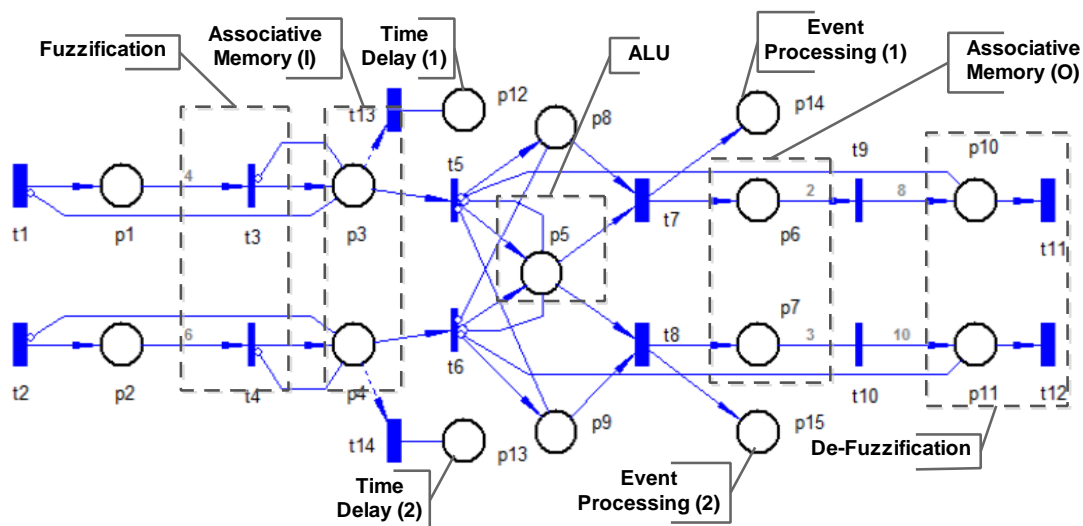 Fuzzification
Associative
Memory (I)
Time
Delay (1)
ALU
Event
Processing (1)
Associative
Memory (O)
t13
p12
p8
p14
t9
p10
t5
4
2
8
t1
p1
t3
p3
p5
t7
p6
t11
p7
6
3
10
t2
p2
t4
p4
t6
t8
t10
p11
t12
t14
p13
p9
p15
De-Fuzzification
Time
Delay (2)
Event
Processing (2)